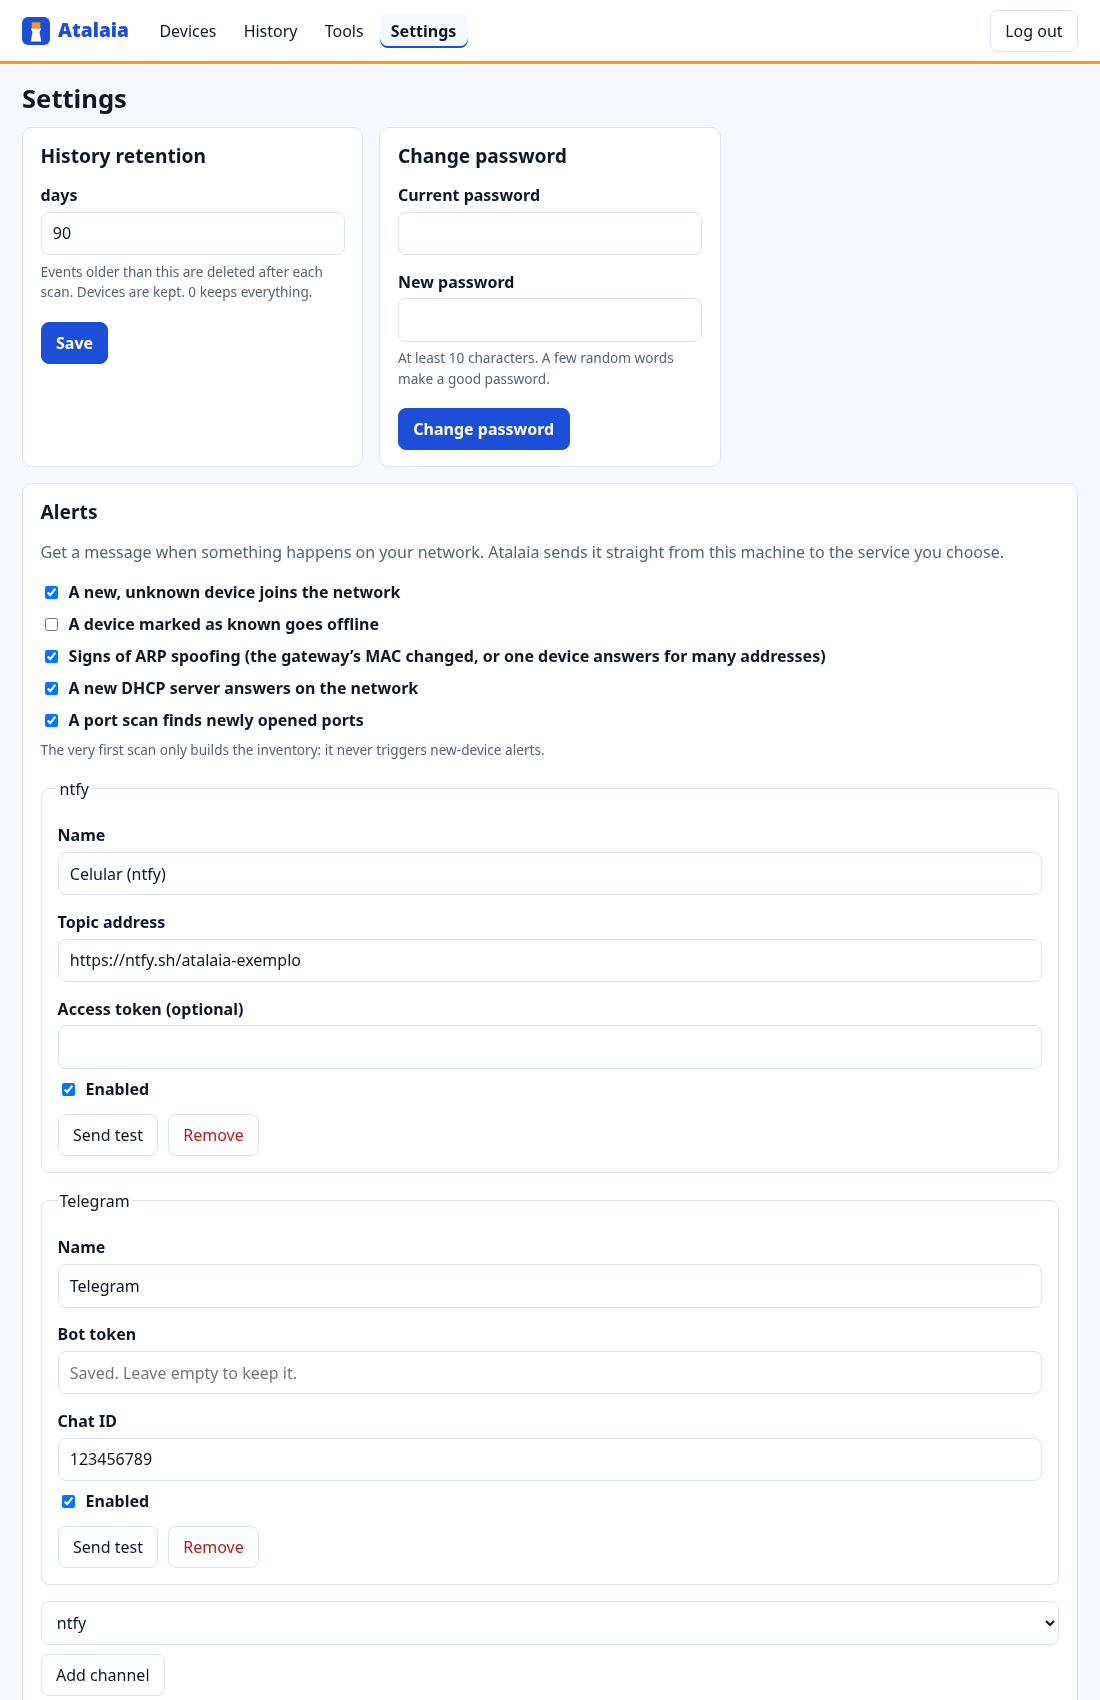 Atalaia
Devices
History
Tools
Settings
Log out
Settings
History retention
days
90
Events older than this are deleted after each
scan. Devices are kept. 0 keeps everything.
Save
Change password
Current password
New password
At least 10 characters. A few random words
make a good password.
Change password
Alerts
Get a message when something happens on your network. Atalaia sends it straight from this machine to the service you choose.
A new, unknown device joins the network
A device marked as known goes offline
Signs of ARP spoofing (the gateway’s MAC changed, or one device answers for many addresses)
A new DHCP server answers on the network
A port scan finds newly opened ports
The very first scan only builds the inventory: it never triggers new-device alerts.
ntfy
Name
Celular (ntfy)
Topic address
https://ntfy.sh/atalaia-exemplo
Access token (optional)
Enabled
Send test
Remove
Telegram
Name
Telegram
Bot token
Saved. Leave empty to keep it.
Chat ID
123456789
Enabled
Send test
Remove
ntfy
Add channel